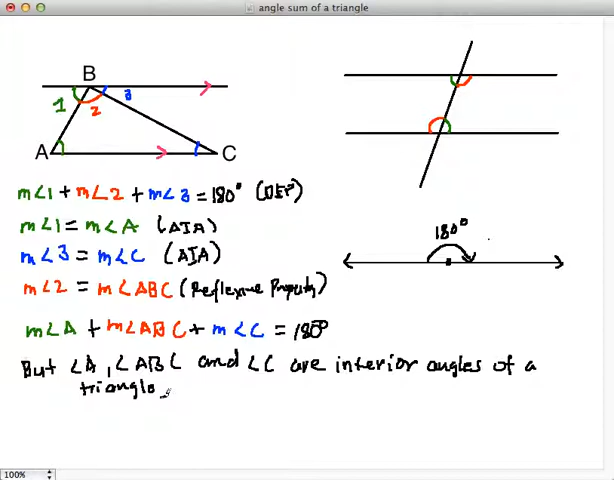 angle sum of a triangle
B
1
2
3
A
C
180°
m∠1 + m∠2 + m∠3 = 180° (DEF)
m∠1 = m∠A (AIA)
m∠3 = m∠C (AIA)
m∠2 = m∠ABC (Reflexive Property)
m∠A + m∠ABC + m∠C = 180°
But ∠A, ∠ABC and ∠C are interior angles of a
triangle.
100%